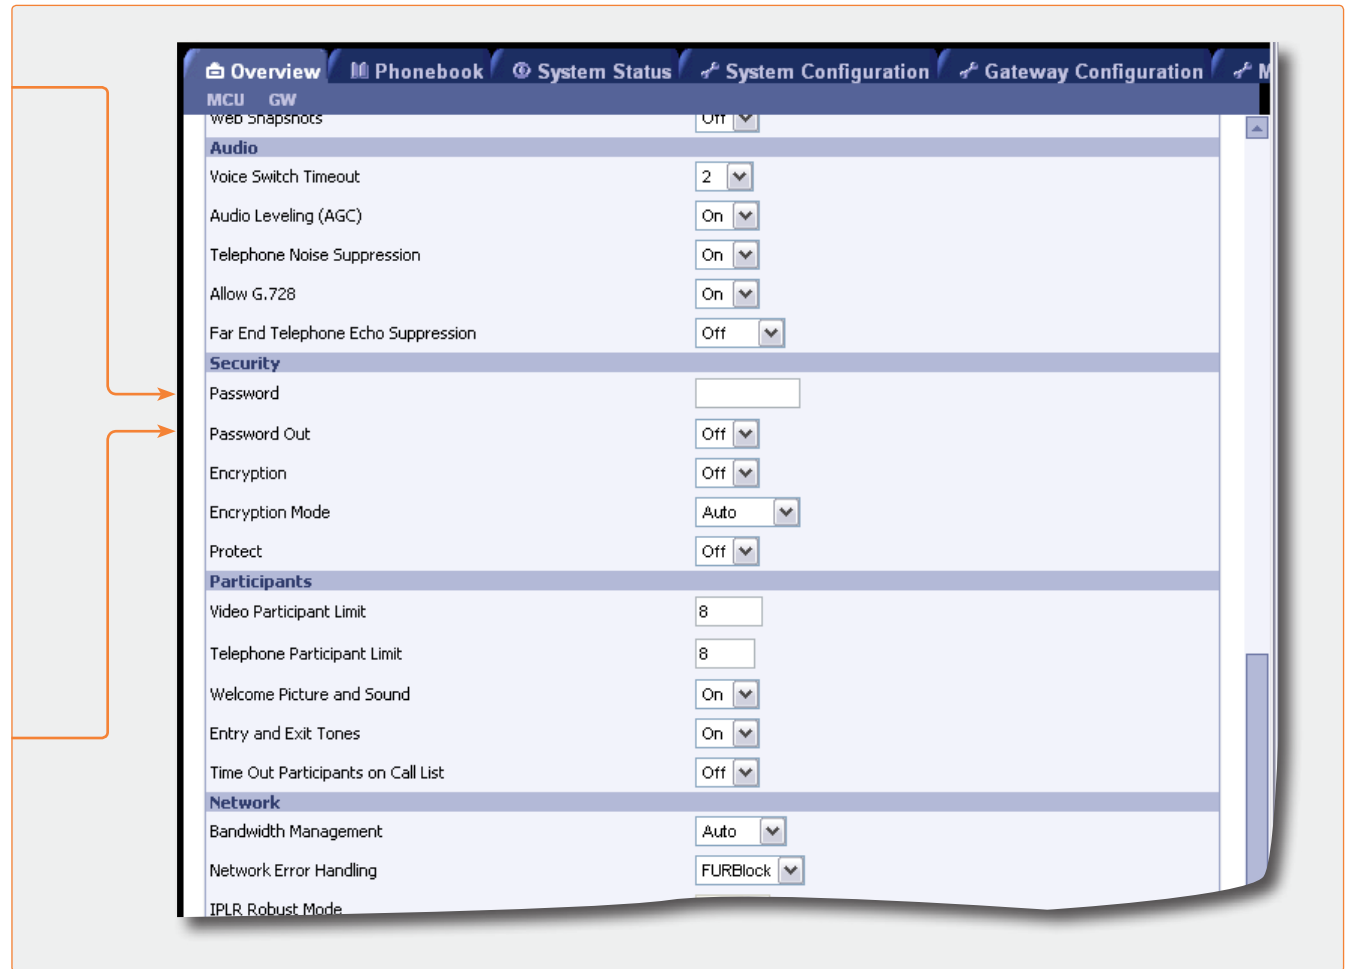 Overview Phonebook System Status System Configuration Gateway Configuration
MCU GW
Web Snapshots Off
Audio
Voice Switch Timeout 2
Audio Leveling (AGC) On
Telephone Noise Suppression On
Allow G.728 On
Far End Telephone Echo Suppression Off
Security
Password
Password Out Off
Encryption Off
Encryption Mode Auto
Protect Off
Participants
Video Participant Limit 8
Telephone Participant Limit 8
Welcome Picture and Sound On
Entry and Exit Tones On
Time Out Participants on Call List Off
Network
Bandwidth Management Auto
Network Error Handling FURBlock
IPLR Robust Mode